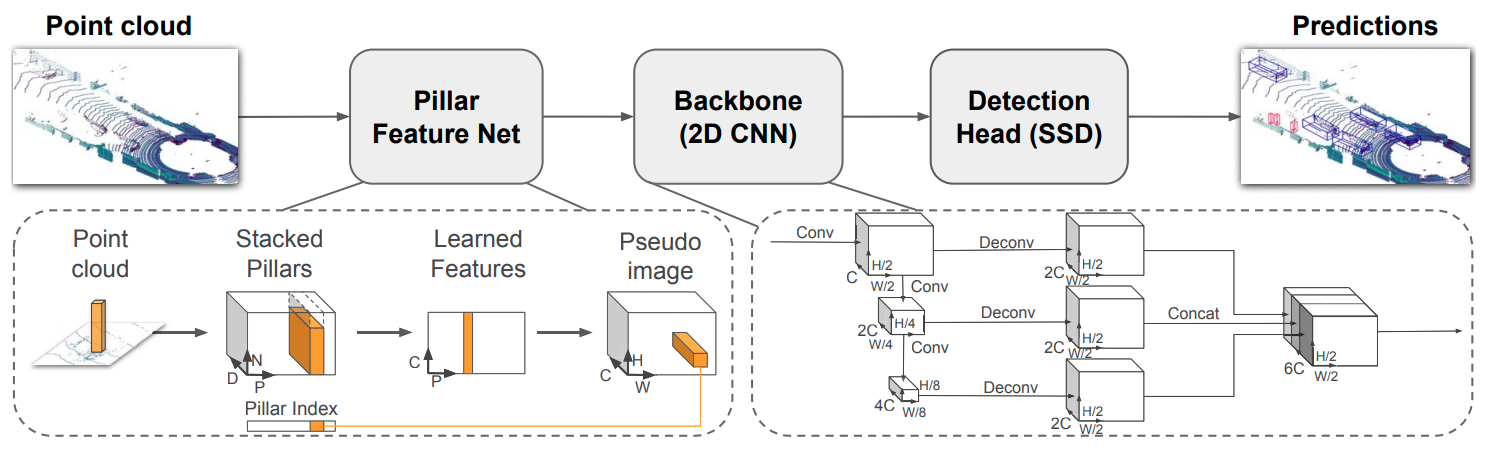 Point cloud
Predictions
Pillar
Feature Net
Backbone
(2D CNN)
Detection
Head (SSD)
Point
cloud
Stacked
Pillars
Learned
Features
Pseudo
image
N
D
P
C
P
H
C
W
Pillar Index
Conv
C
H/2
W/2
Deconv
2C
H/2
W/2
Conv
2C
H/4
W/4
Deconv
2C
H/2
W/2
Conv
4C
H/8
W/8
Deconv
2C
H/2
W/2
Concat
6C
H/2
W/2